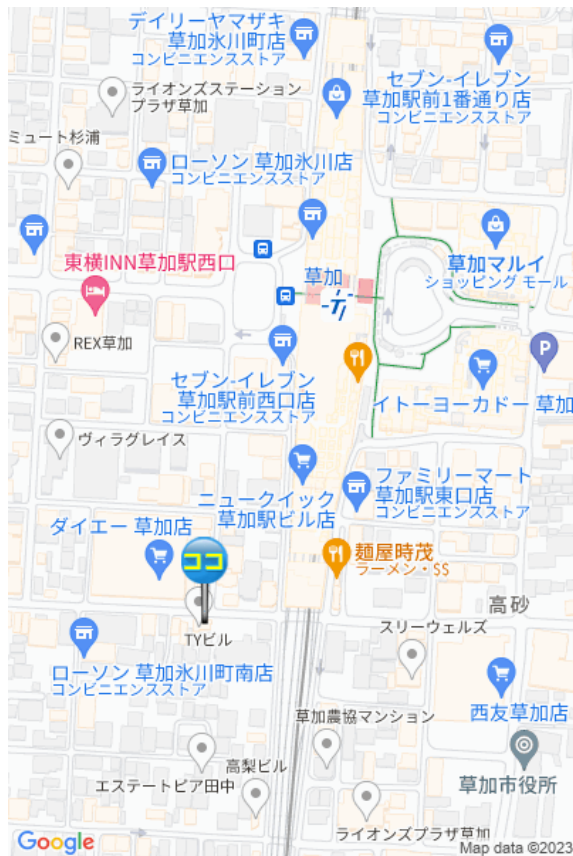 デイリーヤマザキ
草加氷川町店
コンビニエンスストア
セブン-イレブン
草加駅前1番通り店
コンビニエンスストア
ライオンズステーション
プラザ草加
ミュート杉浦
ローソン 草加氷川店
コンビニエンスストア
東横INN草加駅西口
草加
草加マルイ
ショッピング モール
REX草加
P
セブン-イレブン
草加駅前西口店
コンビニエンスストア
イトーヨーカドー 草加
ヴィラグレイス
ニュークイック
草加駅ビル店
ファミリーマート
草加駅東口店
コンビニエンスストア
ダイエー 草加店
ココ
麺屋時茂
ラーメン・$$
高砂
TYビル
スリーウェルズ
ローソン 草加氷川町南店
コンビニエンスストア
西友草加店
草加農協マンション
高梨ビル
エステートピア田中
草加市役所
ライオンズプラザ草加
Google
Map data ©2023